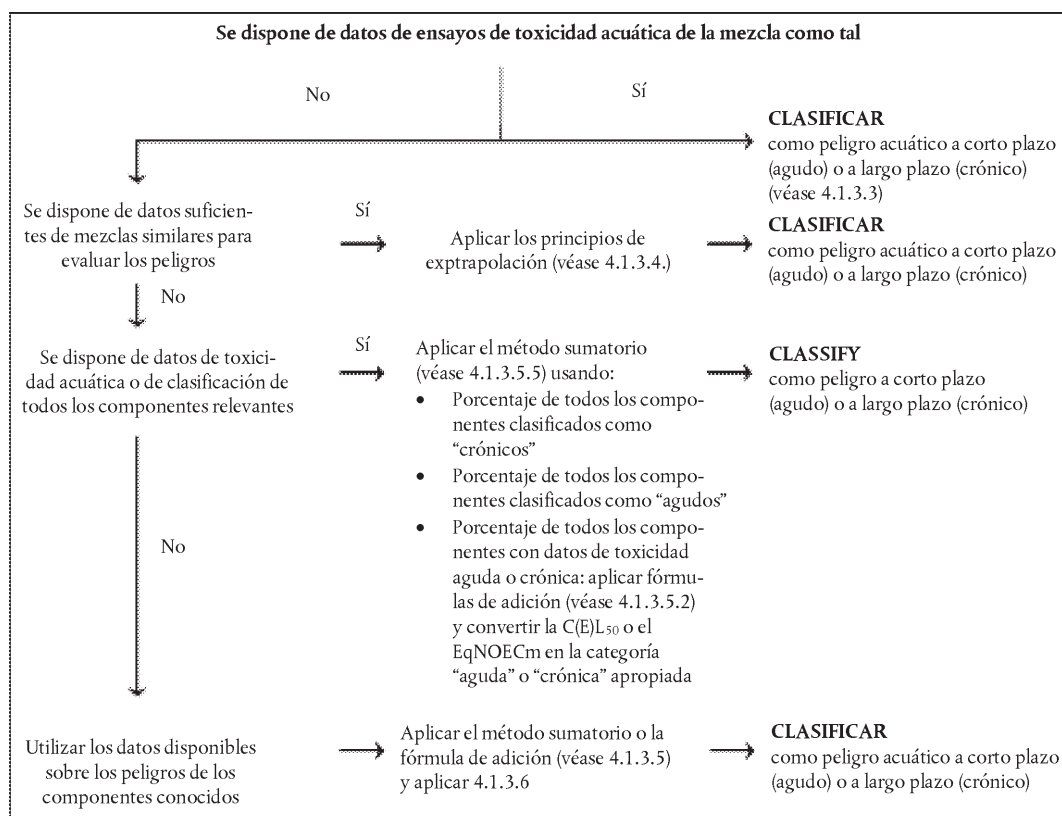 Se dispone de datos de ensayos de toxicidad acuática de la mezcla como tal
No
Sí
CLASIFICAR
como peligro acuático a corto plazo
(agudo) o a largo plazo (crónico)
(véase 4.1.3.3)
Se dispone de datos suficien-
tes de mezclas similares para
evaluar los peligros
Sí
Aplicar los principios de
exptrapolación (véase 4.1.3.4.)
CLASIFICAR
como peligro acuático a corto plazo
(agudo) o a largo plazo (crónico)
No
Se dispone de datos de toxici-
dad acuática o de clasificación de
todos los componentes relevantes
Sí
Aplicar el método sumatorio
(véase 4.1.3.5.5) usando:
• Porcentaje de todos los compo-
nentes clasificados como
“crónicos”
• Porcentaje de todos los compo-
nentes clasificados como “agudos”
• Porcentaje de todos los compo-
nentes con datos de toxicidad
aguda o crónica: aplicar fórmu-
las de adición (véase 4.1.3.5.2)
y convertir la C(E)L50 o el
EqNOECm en la categoría
“aguda” o “crónica” apropiada
CLASSIFY
como peligro a corto plazo
(agudo) o a largo plazo (crónico)
No
Utilizar los datos disponibles
sobre los peligros de los
componentes conocidos
Aplicar el método sumatorio o la
fórmula de adición (véase 4.1.3.5)
y aplicar 4.1.3.6
CLASIFICAR
como peligro acuático a corto plazo
(agudo) o a largo plazo (crónico)